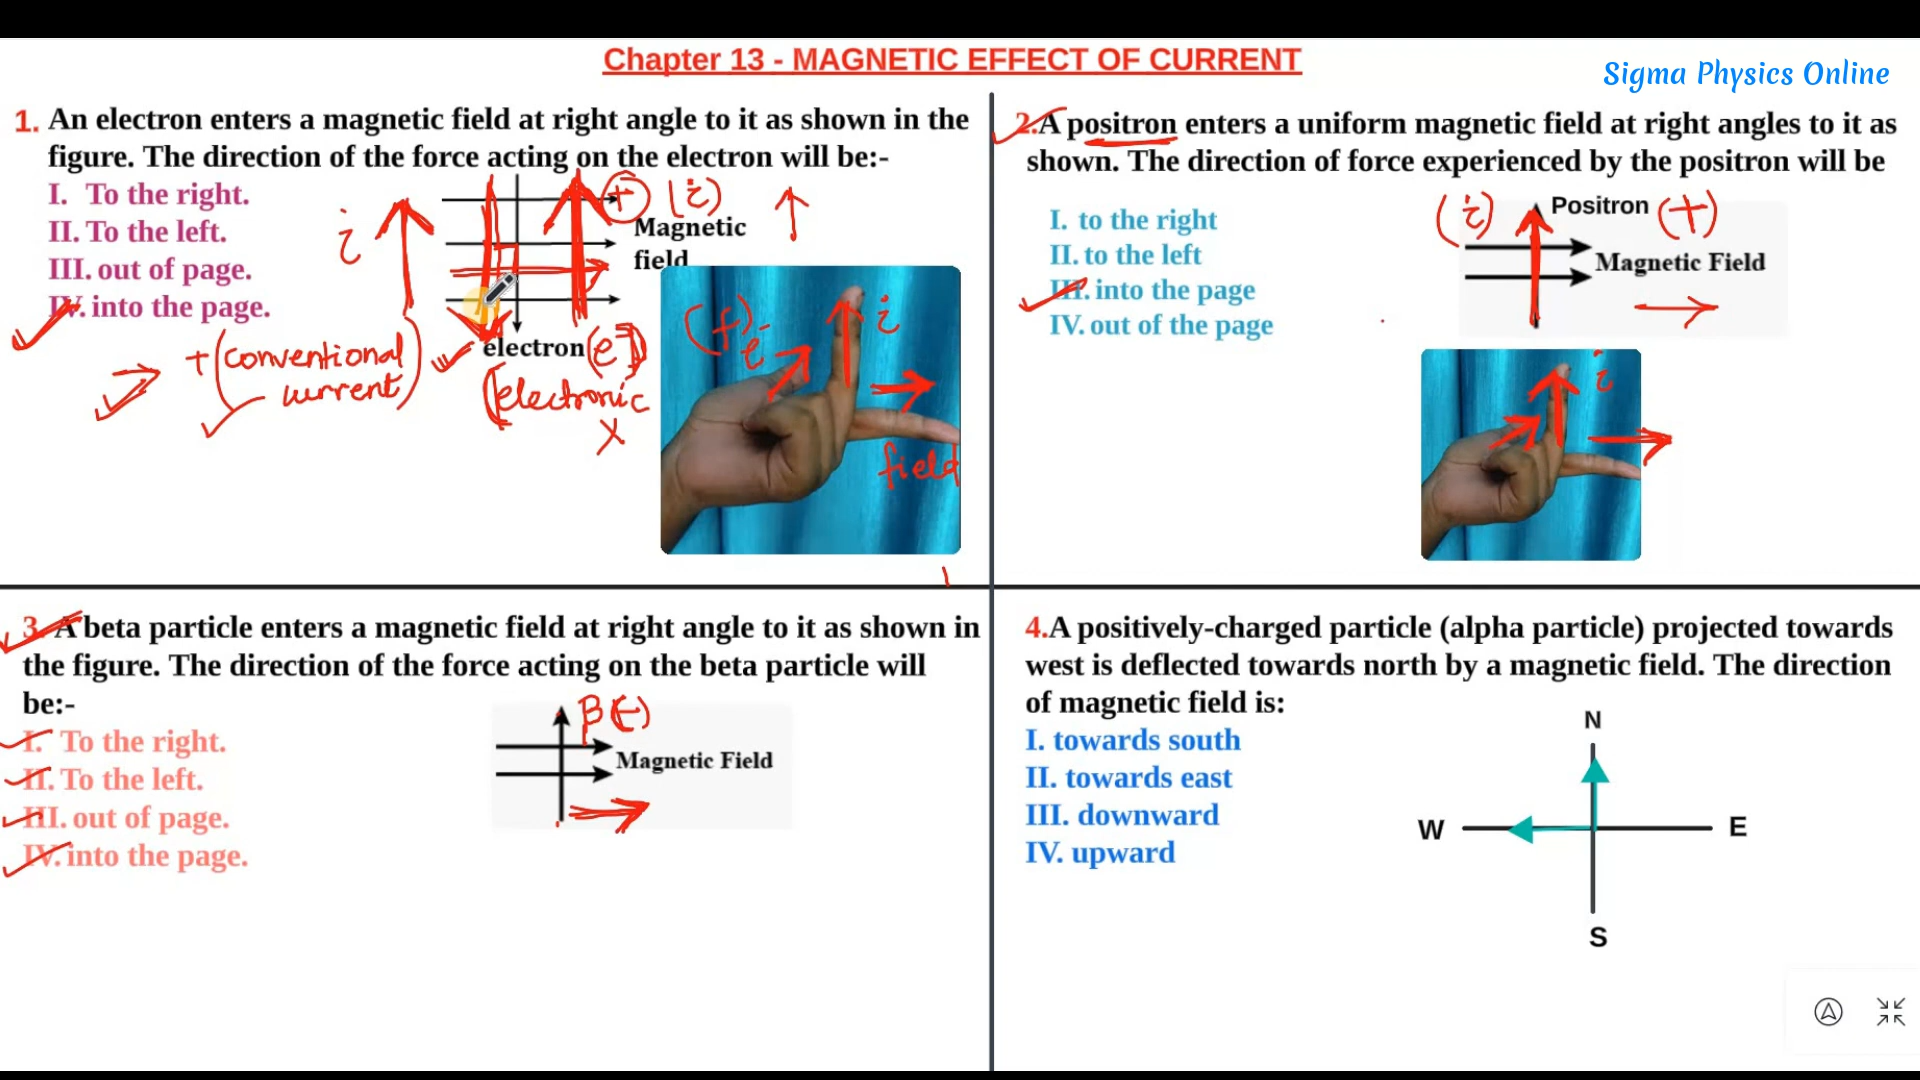 Chapter 13 - MAGNETIC EFFECT OF CURRENT
Sigma Physics Online
1. An electron enters a magnetic field at right angle to it as shown in the
figure. The direction of the force acting on the electron will be:-
I. To the right.
II. To the left.
III. out of page.
IV. into the page.
i
+ (i)
Magnetic
field
electron (e⁻)
(electronic
X
+ (conventional
current)
(f)
i
i
field
2.A positron enters a uniform magnetic field at right angles to it as
shown. The direction of force experienced by the positron will be
I. to the right
II. to the left
III. into the page
IV. out of the page
(i)
Positron (+)
Magnetic Field
i
3. A beta particle enters a magnetic field at right angle to it as shown in
the figure. The direction of the force acting on the beta particle will
be:-
I. To the right.
II. To the left.
III. out of page.
IV. into the page.
β(-)
Magnetic Field
4.A positively-charged particle (alpha particle) projected towards
west is deflected towards north by a magnetic field. The direction
of magnetic field is:
I. towards south
II. towards east
III. downward
IV. upward
N
W
E
S